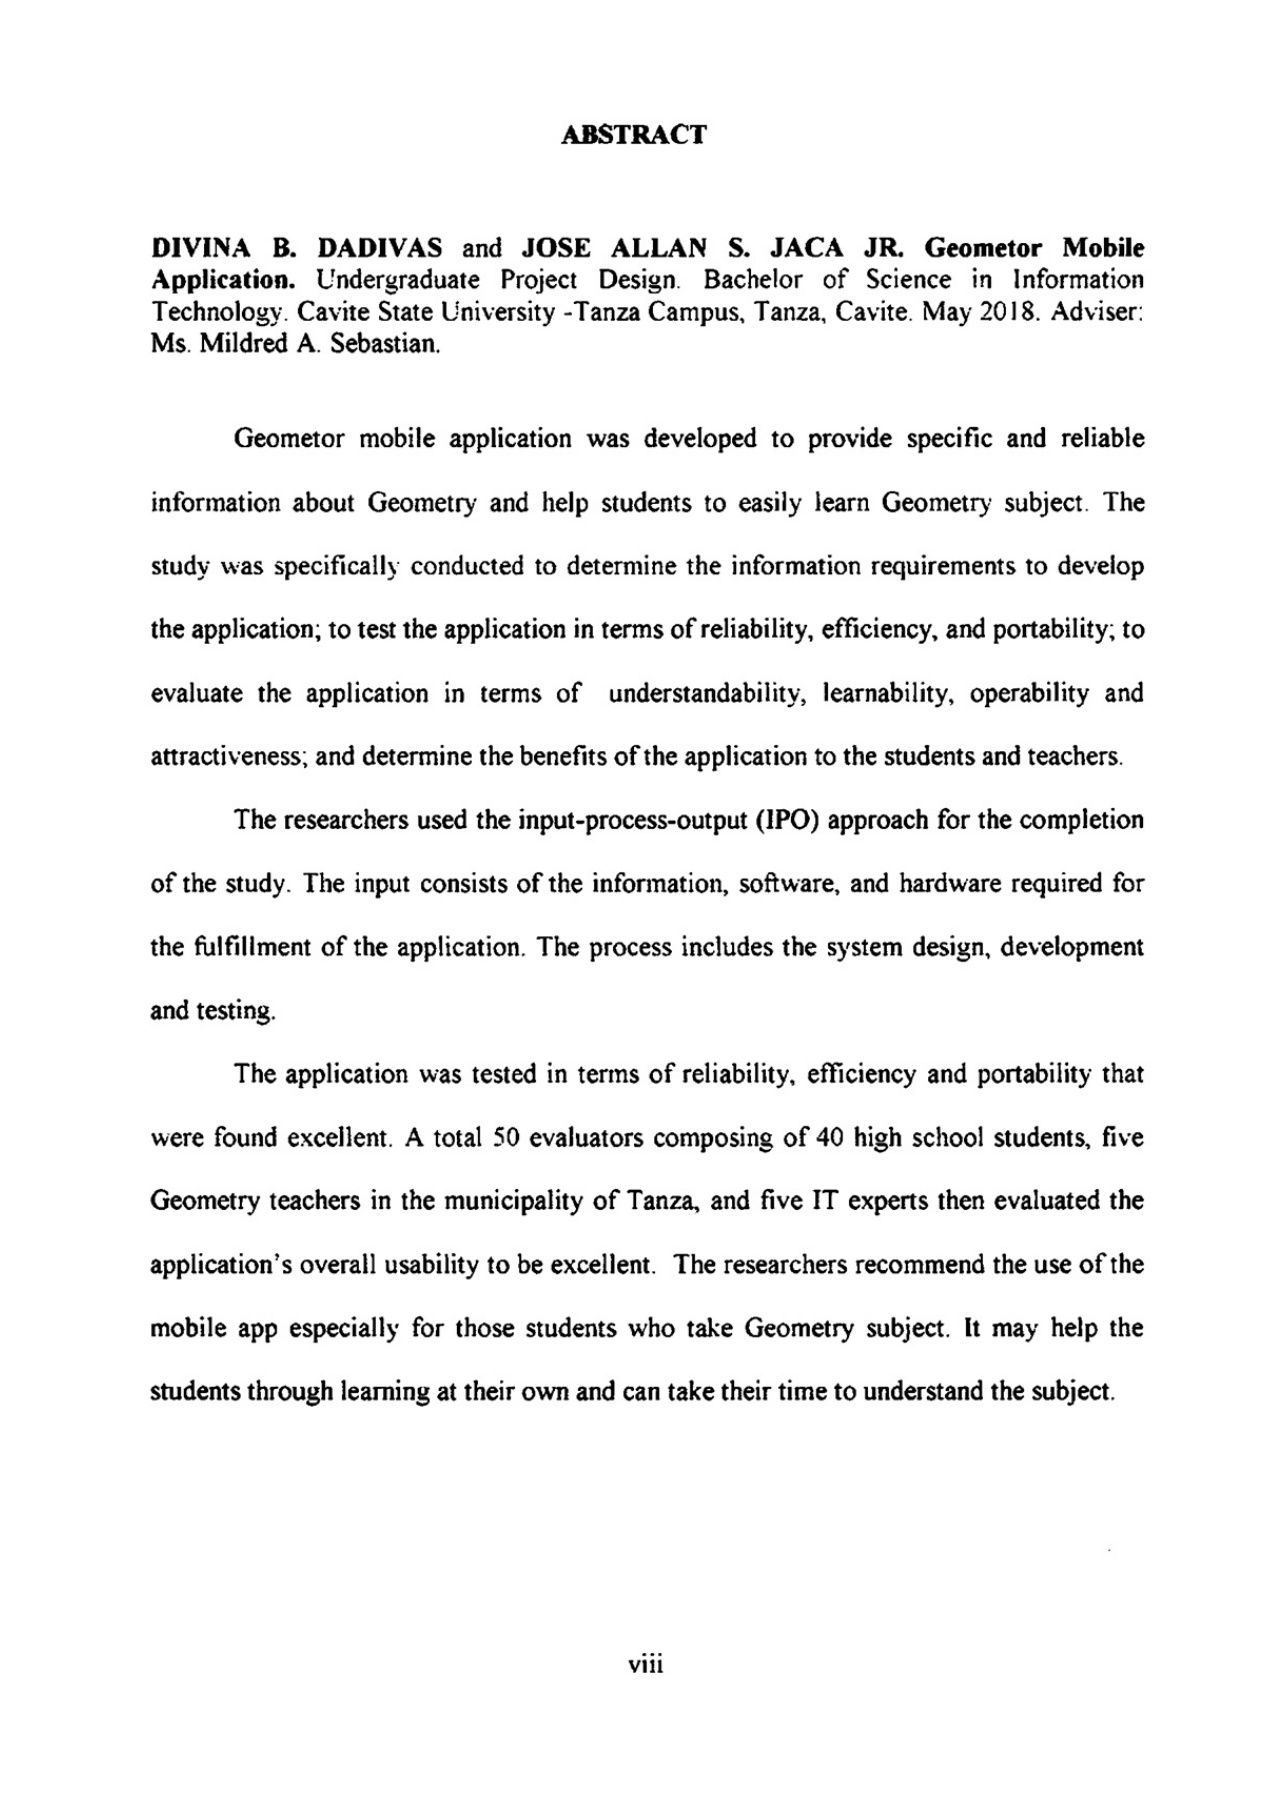 ABSTRACT
DIVINA B. DADIVAS and JOSE ALLAN S. JACA JR. Geometor Mobile
Application. Undergraduate Project Design. Bachelor of Science in Information
Technology. Cavite State University -Tanza Campus, Tanza, Cavite. May 2018. Adviser:
Ms. Mildred A. Sebastian.
Geometor mobile application was developed to provide specific and reliable
information about Geometry and help students to easily learn Geometry subject. The
study was specifically conducted to determine the information requirements to develop
the application; to test the application in terms of reliability, efficiency, and portability; to
evaluate the application in terms of understandability, learnability, operability and
attractiveness; and determine the benefits of the application to the students and teachers.
The researchers used the input-process-output (IPO) approach for the completion
of the study. The input consists of the information, software, and hardware required for
the fulfillment of the application. The process includes the system design, development
and testing.
The application was tested in terms of reliability, efficiency and portability that
were found excellent. A total 50 evaluators composing of 40 high school students, five
Geometry teachers in the municipality of Tanza, and five IT experts then evaluated the
application's overall usability to be excellent. The researchers recommend the use of the
mobile app especially for those students who take Geometry subject. It may help the
students through learning at their own and can take their time to understand the subject.
viii